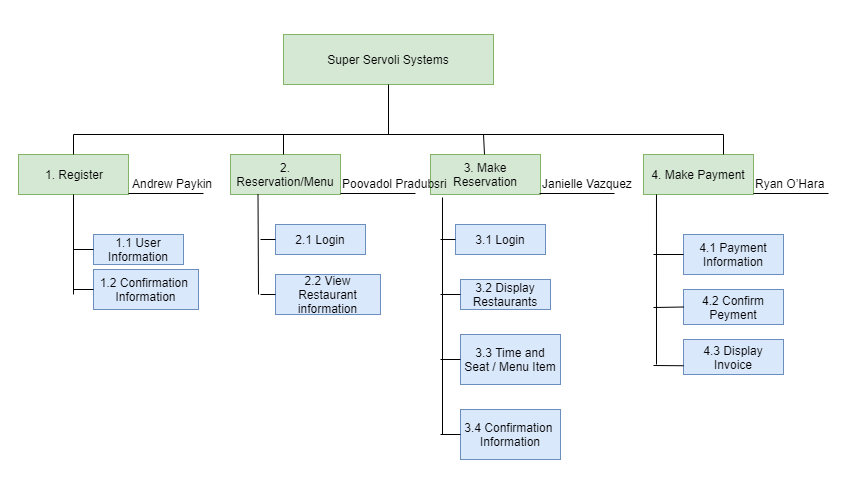 Super Servoli Systems
1. Register
Andrew Paykin
2.
Reservation/Menu
Poovadol Pradubsri
3. Make
Reservation
Janielle Vazquez
4. Make Payment
Ryan O'Hara
1.1 User
Information
1.2 Confirmation
Information
2.1 Login
2.2 View
Restaurant
information
3.1 Login
3.2 Display
Restaurants
3.3 Time and
Seat / Menu Item
3.4 Confirmation
Information
4.1 Payment
Information
4.2 Confirm
Peyment
4.3 Display
Invoice